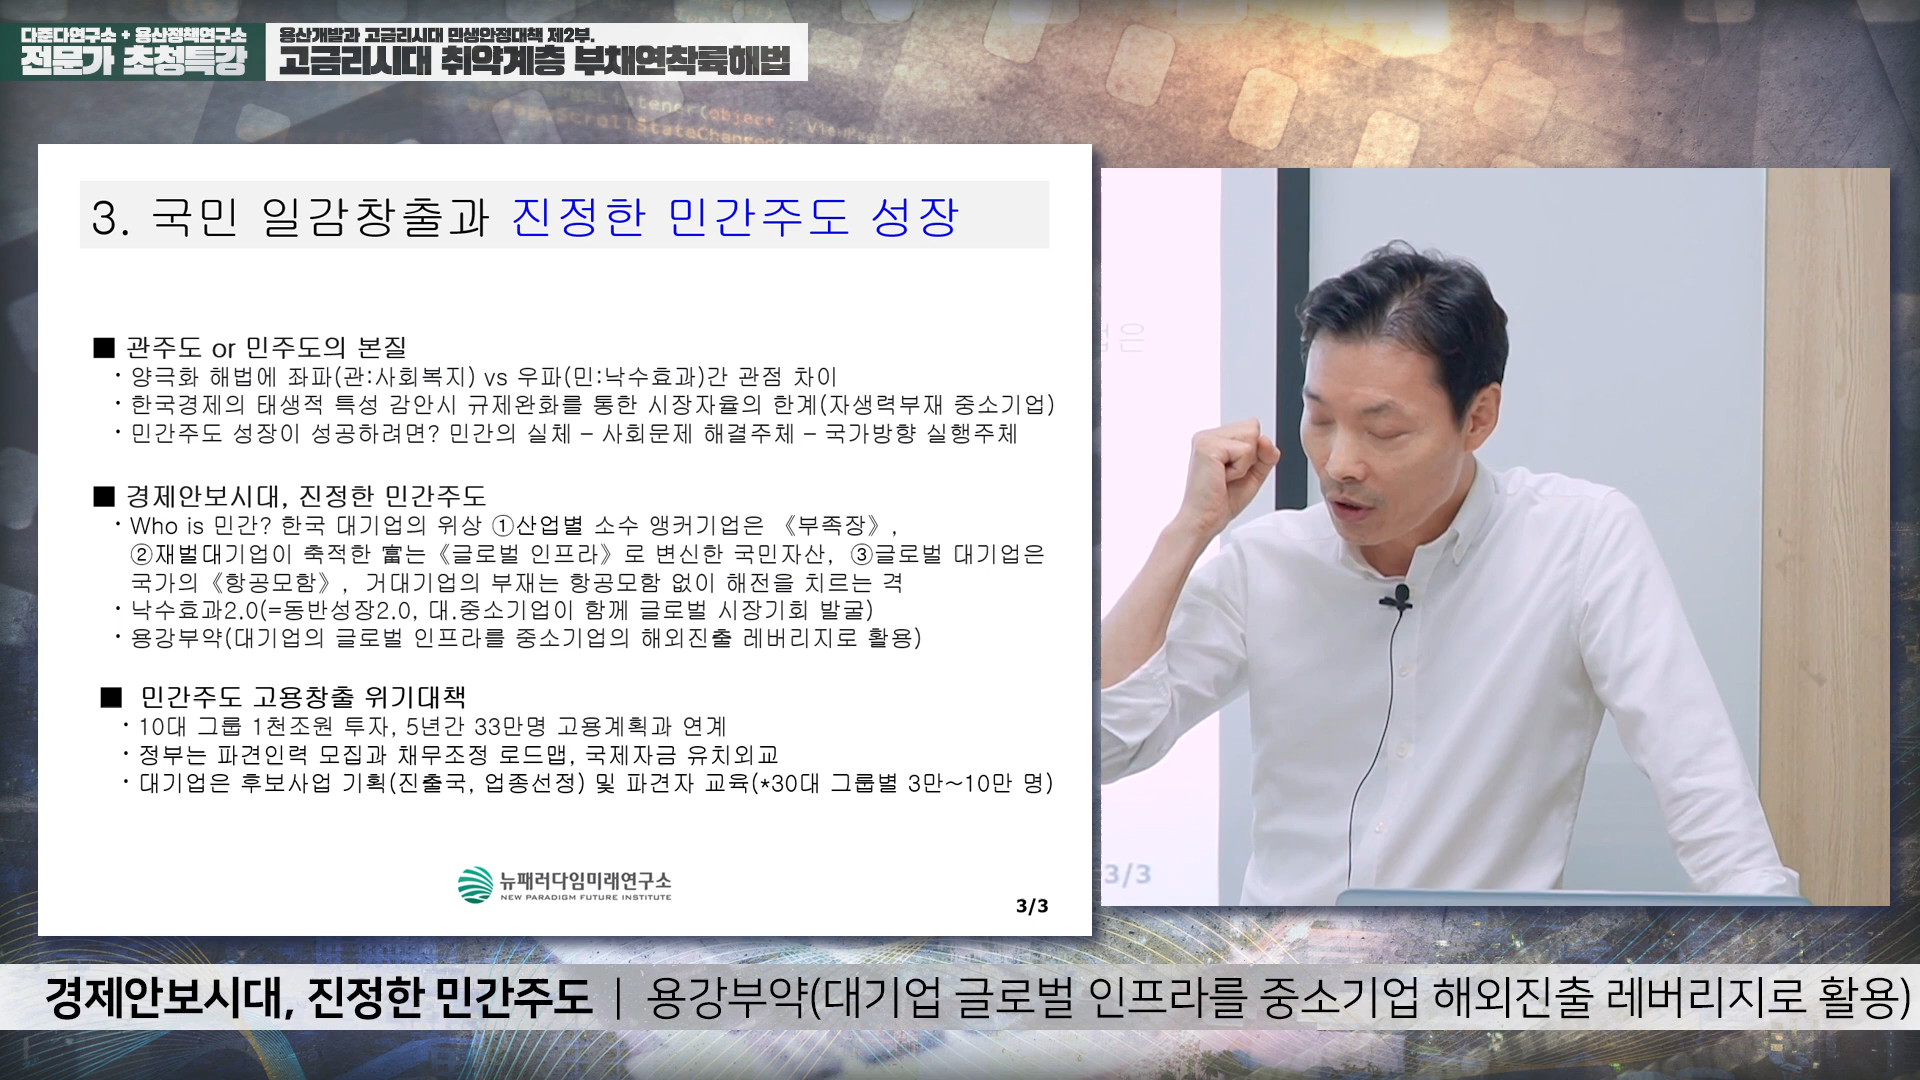 다준다연구소 + 용산정책연구소
전문가 초청특강
용산개발과 고금리시대 민생안정대책 제2부.
고금리시대 취약계층 부채연착륙해법
3. 국민 일감창출과 진정한 민간주도 성장
■ 관주도 or 민주도의 본질
· 양극화 해법에 좌파(관:사회복지) vs 우파(민:낙수효과)간 관점 차이
· 한국경제의 태생적 특성 감안시 규제완화를 통한 시장자율의 한계(자생력부재 중소기업)
· 민간주도 성장이 성공하려면? 민간의 실체 – 사회문제 해결주체 – 국가방향 실행주체
■ 경제안보시대, 진정한 민간주도
· Who is 민간? 한국 대기업의 위상 ①산업별 소수 앵커기업은 《부족장》,
②재벌대기업이 축적한 富는《글로벌 인프라》로 변신한 국민자산, ③글로벌 대기업은
국가의《항공모함》, 거대기업의 부재는 항공모함 없이 해전을 치르는 격
· 낙수효과2.0(=동반성장2.0, 대.중소기업이 함께 글로벌 시장기회 발굴)
· 용강부약(대기업의 글로벌 인프라를 중소기업의 해외진출 레버리지로 활용)
■ 민간주도 고용창출 위기대책
· 10대 그룹 1천조원 투자, 5년간 33만명 고용계획과 연계
· 정부는 파견인력 모집과 채무조정 로드맵, 국제자금 유치외교
· 대기업은 후보사업 기획(진출국, 업종선정) 및 파견자 교육(*30대 그룹별 3만~10만 명)
뉴패러다임미래연구소
NEW PARADIGM FUTURE INSTITUTE
3/3
은
3/3
경제안보시대, 진정한 민간주도 | 용강부약(대기업 글로벌 인프라를 중소기업 해외진출 레버리지로 활용)